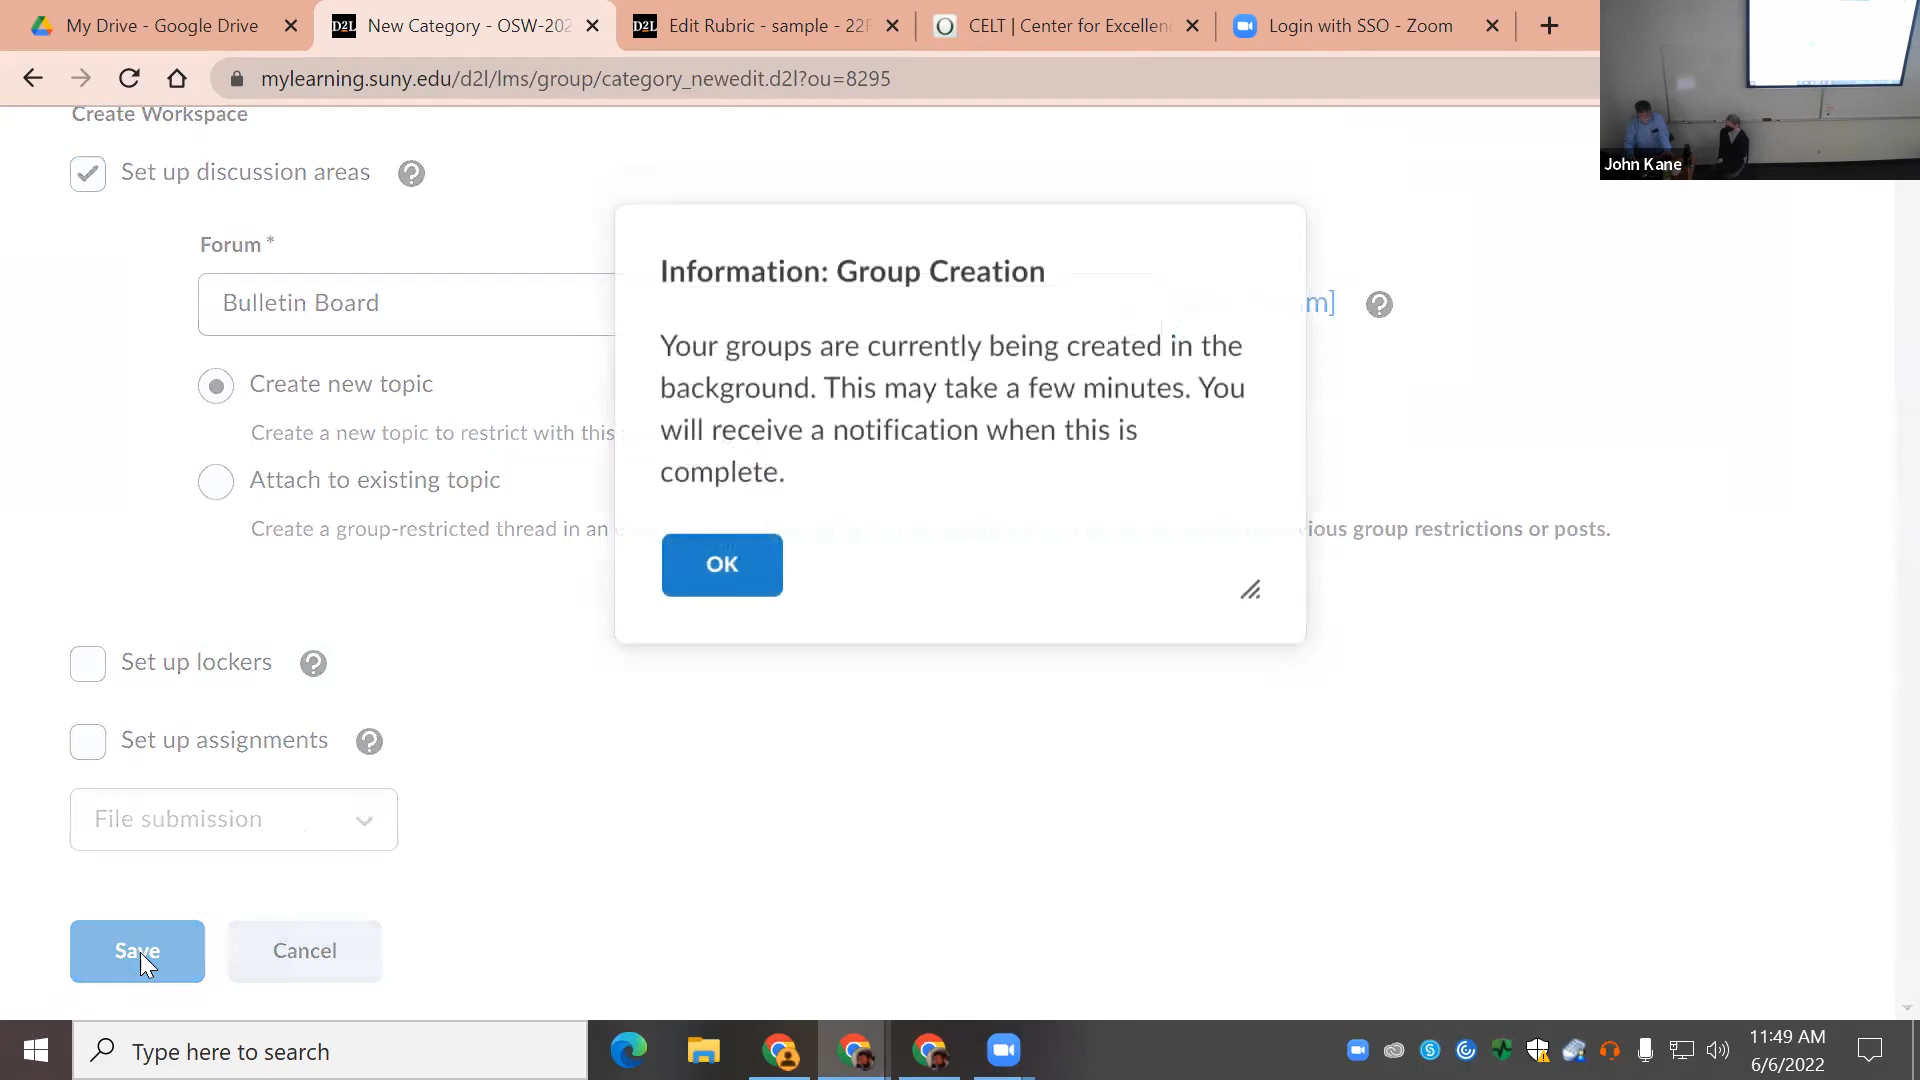 My Drive - Google Drive
D2L New Category - OSW-202
D2L Edit Rubric - sample - 22F
CELT | Center for Excellenc
Login with SSO - Zoom
mylearning.suny.edu/d2l/lms/group/category_newedit.d2l?ou=8295
John Kane
Create Workspace
Set up discussion areas
Forum *
Bulletin Board
m]
Create new topic
Create a new topic to restrict with this
Attach to existing topic
Create a group-restricted thread in an
ious group restrictions or posts.
Information: Group Creation
Your groups are currently being created in the
background. This may take a few minutes. You
will receive a notification when this is
complete.
OK
Set up lockers
Set up assignments
File submission
Save
Cancel
Type here to search
11:49 AM
6/6/2022